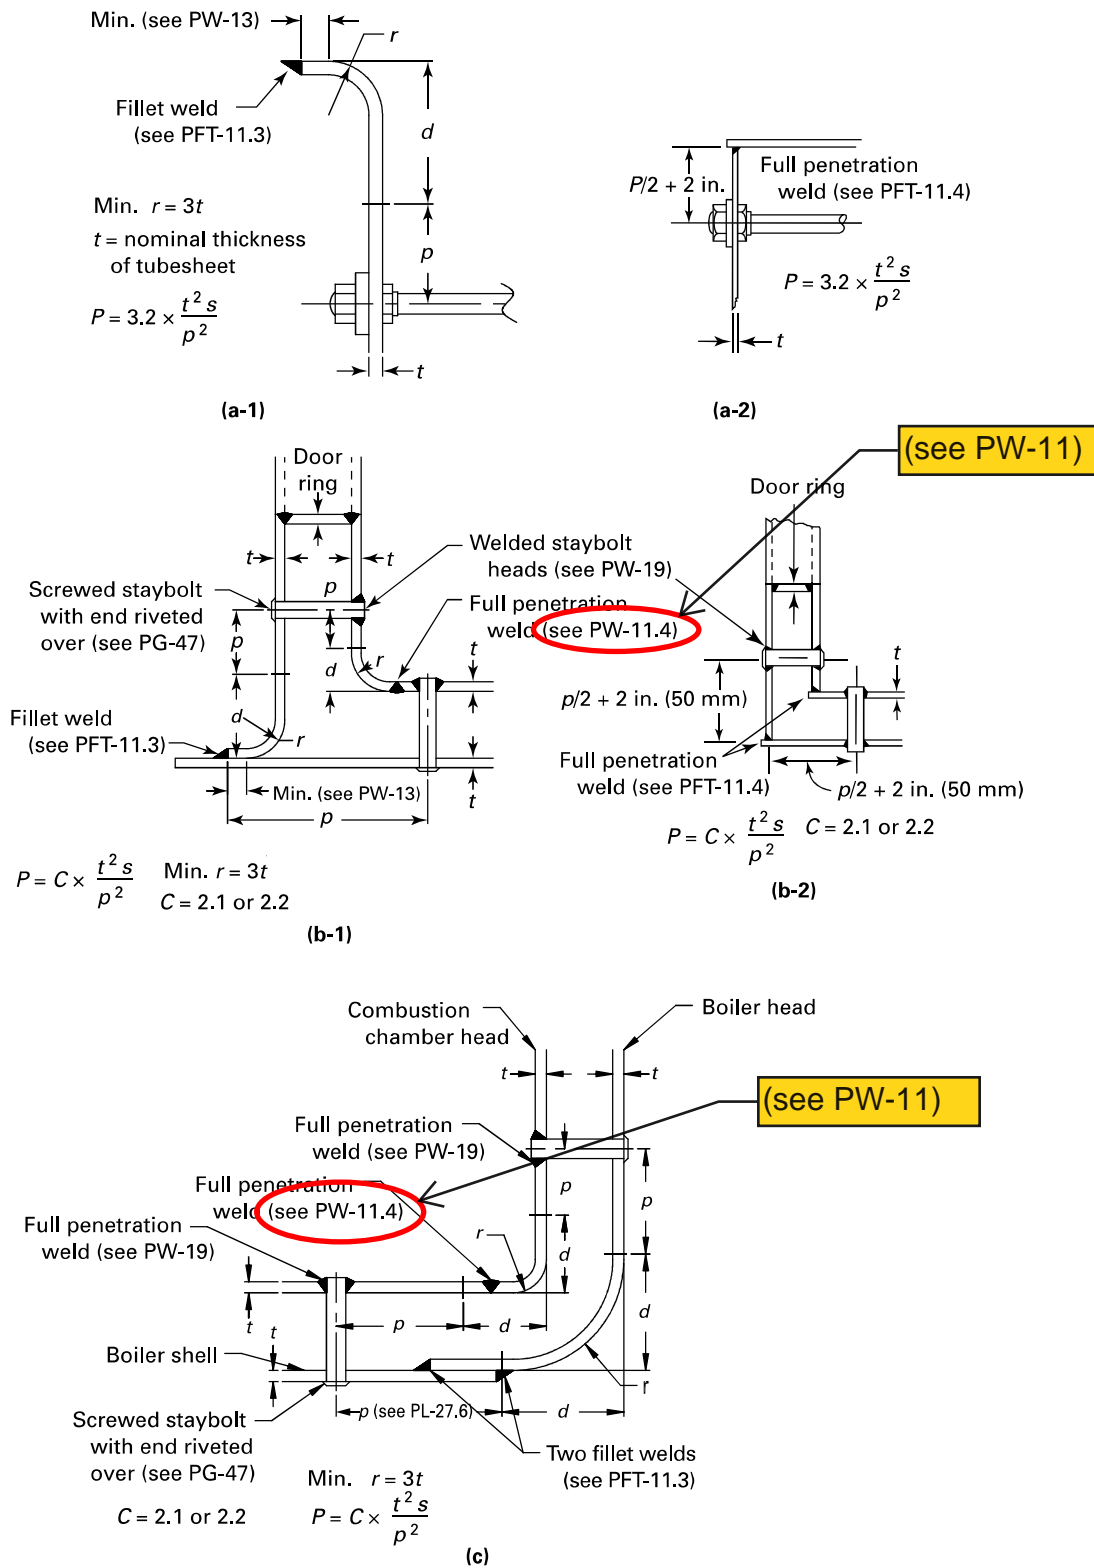 Min. (see PW-13)
r
Fillet weld
(see PFT-11.3)
d
Min. r = 3t
t = nominal thickness
of tubesheet
p
P = 3.2 × t² s / p²
t
(a-1)
P/2 + 2 in.
Full penetration
weld (see PFT-11.4)
P = 3.2 × t² s / p²
t
(a-2)
(see PW-11)
Door
ring
t
t
Screwed staybolt
with end riveted
over (see PG-47)
p
p
Welded staybolt
heads (see PW-19)
Full penetration
weld (see PW-11.4)
d
r
t
d
Fillet weld
(see PFT-11.3)
r
Min. (see PW-13)
p
t
P = C × t² s / p²
Min. r = 3t
C = 2.1 or 2.2
(b-1)
Door ring
t
p/2 + 2 in. (50 mm)
Full penetration
weld (see PFT-11.4)
p/2 + 2 in. (50 mm)
P = C × t² s / p²
C = 2.1 or 2.2
(b-2)
Combustion
chamber head
Boiler head
t
t
(see PW-11)
Full penetration
weld (see PW-19)
Full penetration
weld (see PW-11.4)
Full penetration
weld (see PW-19)
p
p
r
d
d
t
t
p
d
Boiler shell
r
p (see PL-27.6)
d
Screwed staybolt
with end riveted
over (see PG-47)
Two fillet welds
(see PFT-11.3)
Min. r = 3t
C = 2.1 or 2.2
P = C × t² s / p²
(c)